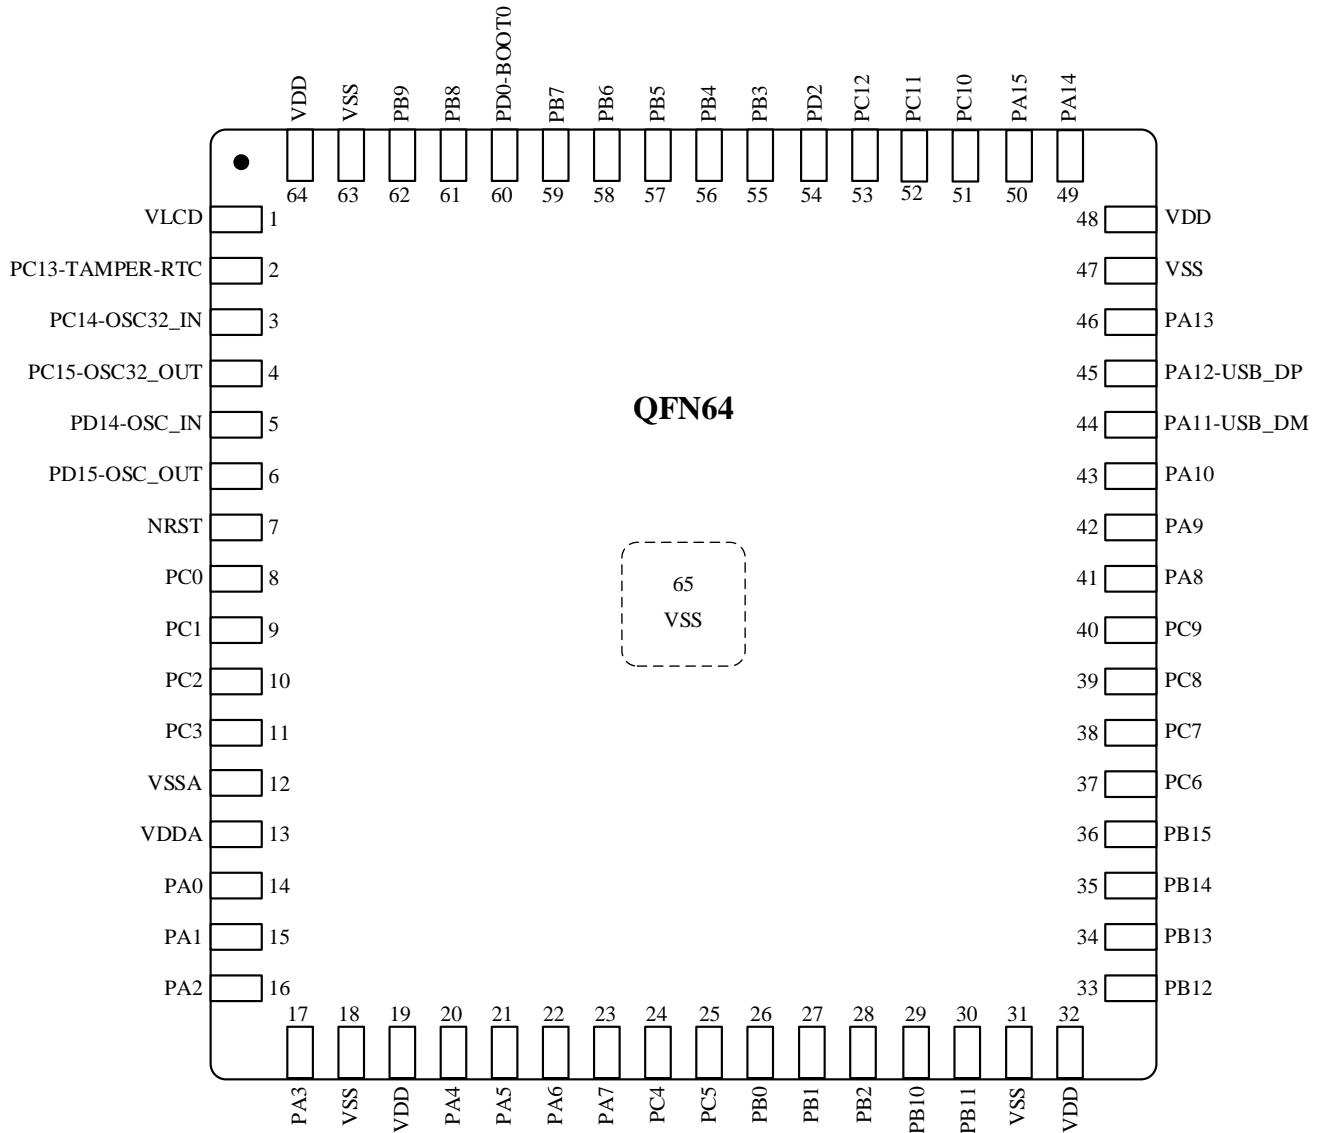 VDD VSS PB9 PB8 PD0-BOOT0 PB7 PB6 PB5 PB4 PB3 PD2 PC12 PC11 PC10 PA15 PA14
64 63 62 61 60 59 58 57 56 55 54 53 52 51 50 49
VLCD 1 48 VDD
PC13-TAMPER-RTC 2 47 VSS
PC14-OSC32_IN 3 46 PA13
PC15-OSC32_OUT 4 45 PA12-USB_DP
QFN64
PD14-OSC_IN 5 44 PA11-USB_DM
PD15-OSC_OUT 6 43 PA10
NRST 7 42 PA9
PC0 8 41 PA8
65
VSS
PC1 9 40 PC9
PC2 10 39 PC8
PC3 11 38 PC7
VSSA 12 37 PC6
VDDA 13 36 PB15
PA0 14 35 PB14
PA1 15 34 PB13
PA2 16 33 PB12
17 18 19 20 21 22 23 24 25 26 27 28 29 30 31 32
PA3 VSS VDD PA4 PA5 PA6 PA7 PC4 PC5 PB0 PB1 PB2 PB10 PB11 VSS VDD